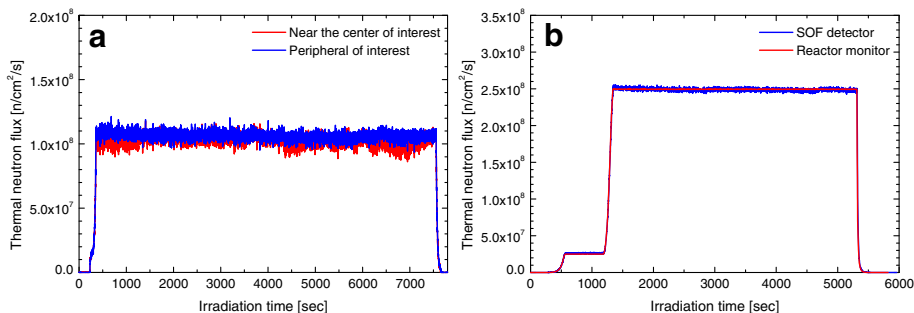 a
Near the center of interest
Peripheral of interest
Thermal neutron flux [n/cm²/s]
2.0x10⁸
1.5x10⁸
1.0x10⁸
5.0x10⁷
0.0
0 1000 2000 3000 4000 5000 6000 7000
Irradiation time [sec]
b
SOF detector
Reactor monitor
Thermal neutron flux [n/cm²/s]
3.5x10⁸
3.0x10⁸
2.5x10⁸
2.0x10⁸
1.5x10⁸
1.0x10⁸
5.0x10⁷
0.0
0 1000 2000 3000 4000 5000 6000
Irradiation time [sec]